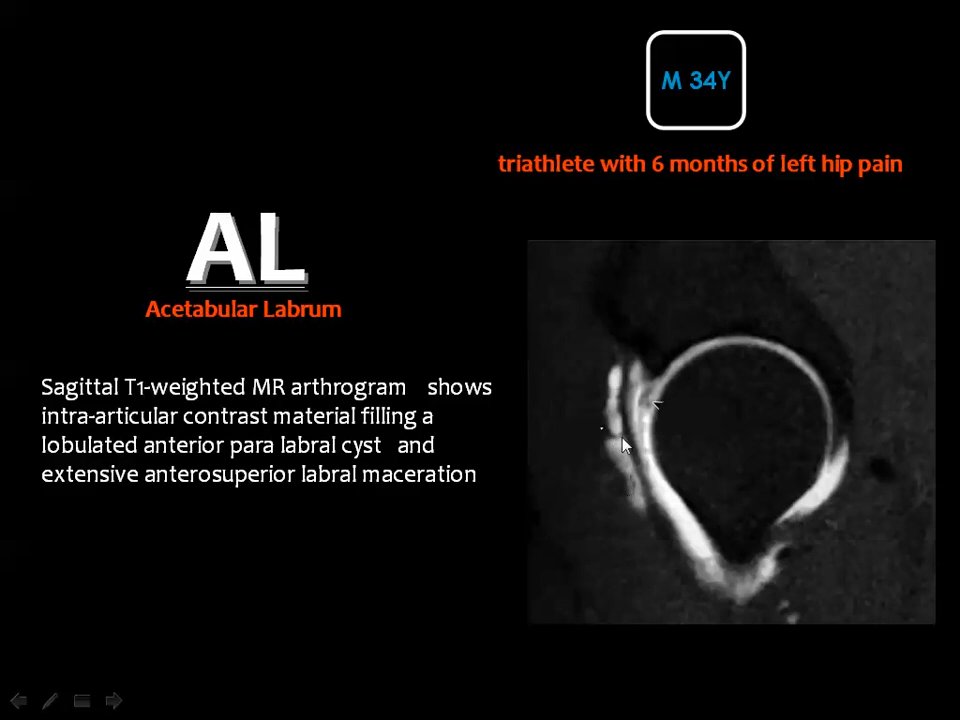 M 34Y
triathlete with 6 months of left hip pain
AL
Acetabular Labrum
Sagittal T1-weighted MR arthrogram shows
intra-articular contrast material filling a
lobulated anterior para labral cyst and
extensive anterosuperior labral maceration